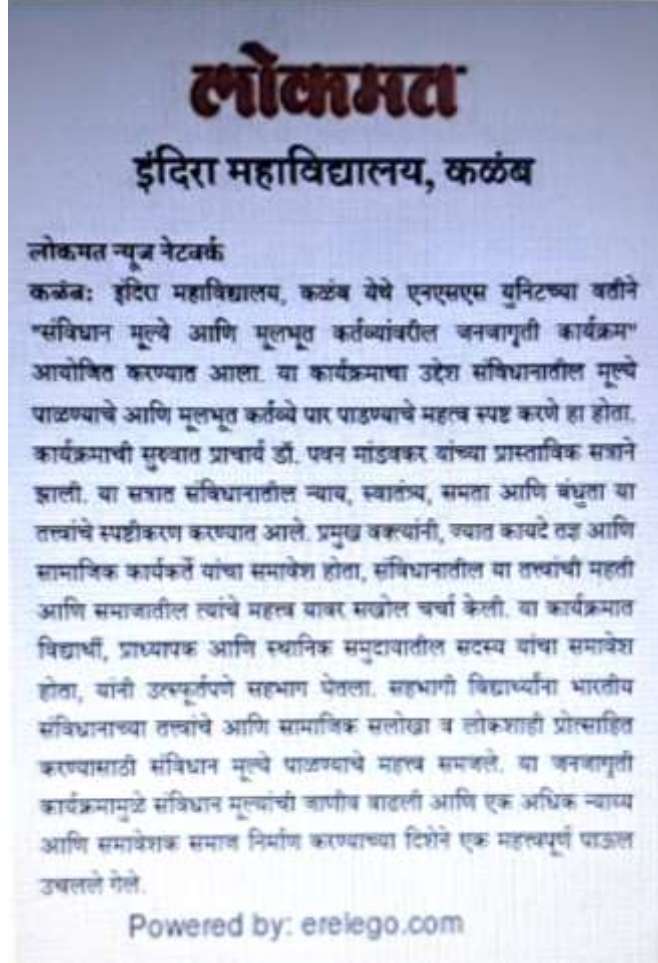 लोकमत
इंदिरा महाविद्यालय, कळंब
लोकमत न्यूज नेटवर्क
कळंबः इंदिरा महाविद्यालय, कळंब येथे एनएसएस युनिटच्या वतीने
"संविधान मूल्ये आणि मूलभूत कर्तव्यांवरील जनजागृती कार्यक्रम"
आयोजित करण्यात आला. या कार्यक्रमाचा उद्देश संविधानातील मूल्ये
पाळण्याचे आणि मूलभूत कर्तव्ये पार पाडण्याचे महत्व स्पष्ट करणे हा होता.
कार्यक्रमाची सुरुवात प्राचार्य डॉ. पवन मांडवकर यांच्या प्रास्ताविक सत्राने
झाली. या सत्रात संविधानातील न्याय, स्वातंत्र्य, समता आणि बंधुता या
तत्त्वांचे स्पष्टीकरण करण्यात आले. प्रमुख वक्त्यांनी, ज्यात कायदे तज्ञ आणि
सामाजिक कार्यकर्ते यांचा समावेश होता, संविधानातील या तत्त्वांची महती
आणि समाजातील त्यांचे महत्त्व यावर सखोल चर्चा केली. या कार्यक्रमात
विद्यार्थी, प्राध्यापक आणि स्थानिक समुदायातील सदस्य यांचा समावेश
होता, यांनी उत्स्फूर्तपणे सहभाग घेतला. सहभागी विद्यार्थ्यांना भारतीय
संविधानाच्या तत्त्वांचे आणि सामाजिक सलोखा व लोकशाही प्रोत्साहित
करण्यासाठी संविधान मूल्ये पाळण्याचे महत्त्व समजले. या जनजागृती
कार्यक्रमामुळे संविधान मूल्यांची जाणीव वाढली आणि एक अधिक न्याय्य
आणि समावेशक समाज निर्माण करण्याच्या दिशेने एक महत्त्वपूर्ण पाऊल
उचलले गेले.
Powered by: erelego.com